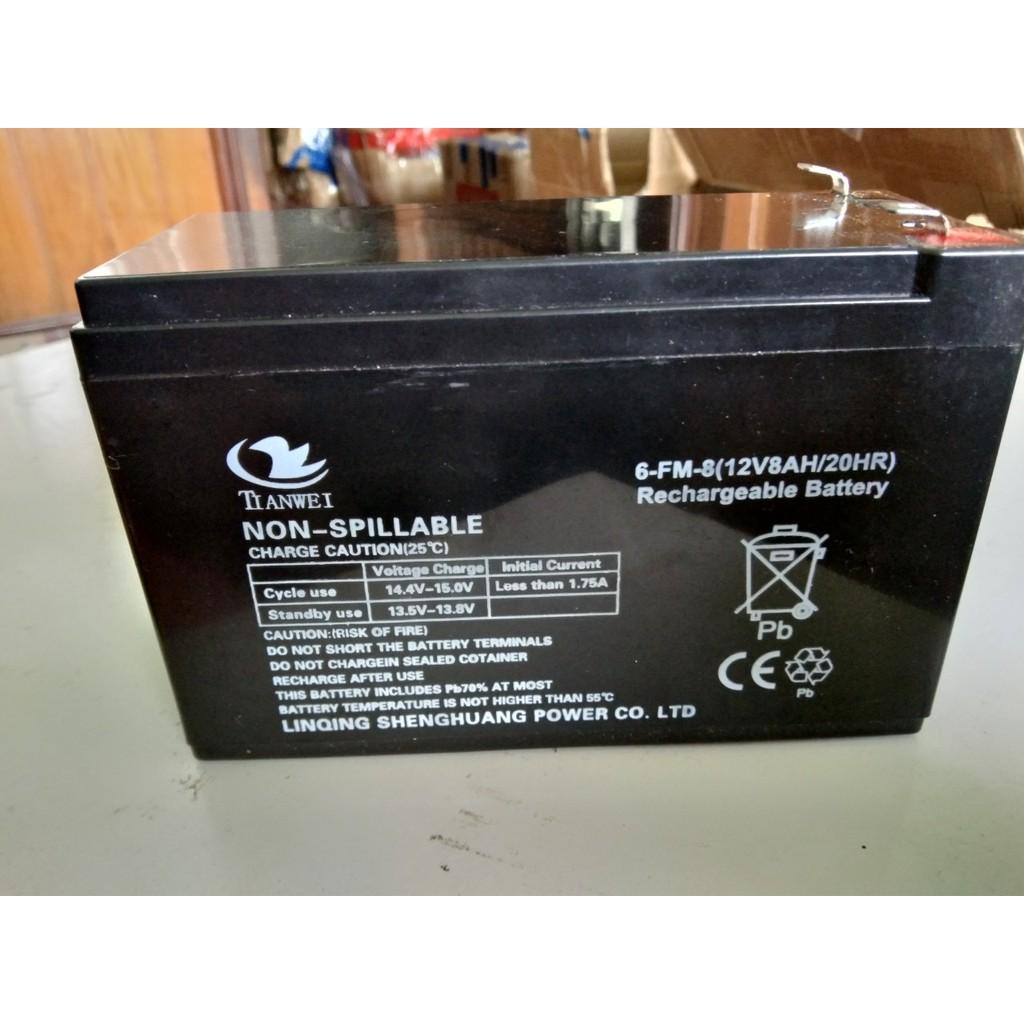 TIANWEI
NON-SPILLABLE
CHARGE CAUTION(25℃)
Voltage Charge Initial Current
Cycle use 14.4V-15.0V Less than 1.75A
Standby use 13.5V-13.8V
CAUTION:(RISK OF FIRE)
DO NOT SHORT THE BATTERY TERMINALS
DO NOT CHARGEIN SEALED COTAINER
RECHARGE AFTER USE
THIS BATTERY INCLUDES Pb70% AT MOST
BATTERY TEMPERATURE IS NOT HIGHER THAN 55℃
LINQING SHENGHUANG POWER CO. LTD
6-FM-8(12V8AH/20HR)
Rechargeable Battery
Pb
CE
Pb